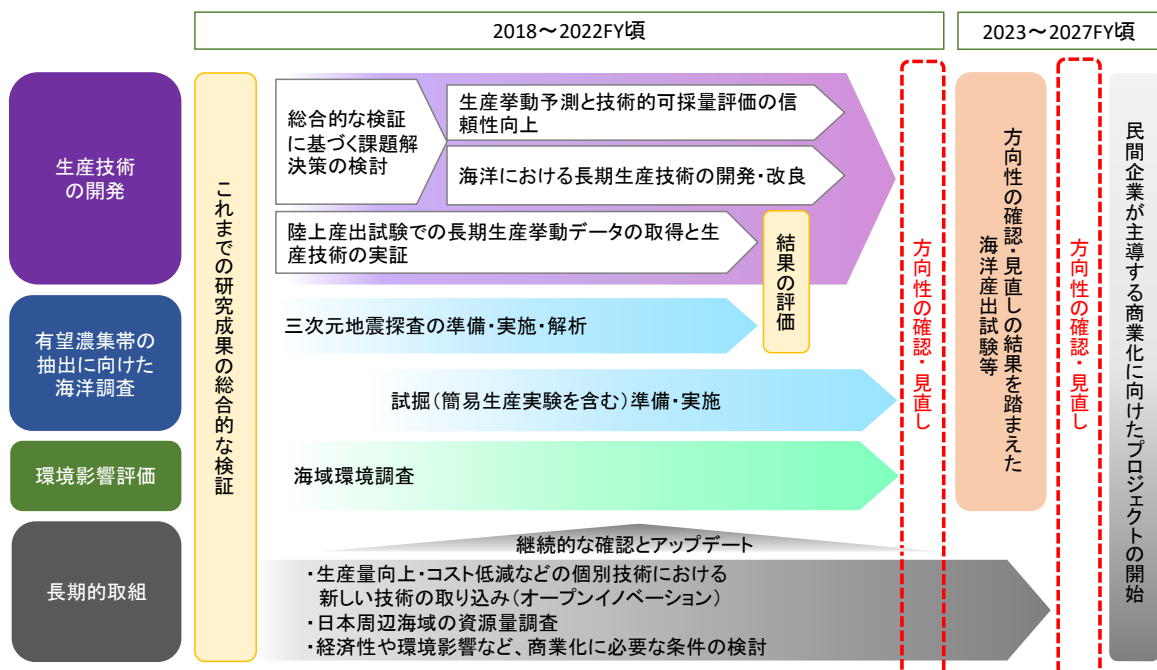 2018～2022FY頃
2023～2027FY頃
生産技術
の開発
有望濃集帯の
抽出に向けた
海洋調査
環境影響評価
長期的取組
これまでの研究成果の総合的な検証
総合的な検証
に基づく課題解
決策の検討
生産挙動予測と技術的可採量評価の信
頼性向上
海洋における長期生産技術の開発・改良
陸上産出試験での長期生産挙動データの取得と生
産技術の実証
結果の評価
三次元地震探査の準備・実施・解析
試掘（簡易生産実験を含む）準備・実施
海域環境調査
継続的な確認とアップデート
・生産量向上・コスト低減などの個別技術における
新しい技術の取り込み（オープンイノベーション）
・日本周辺海域の資源量調査
・経済性や環境影響など、商業化に必要な条件の検討
方向性の確認・見直し
方向性の確認・見直しの結果を踏まえた
海洋産出試験等
方向性の確認・見直し
民間企業が主導する商業化に向けたプロジェクトの開始